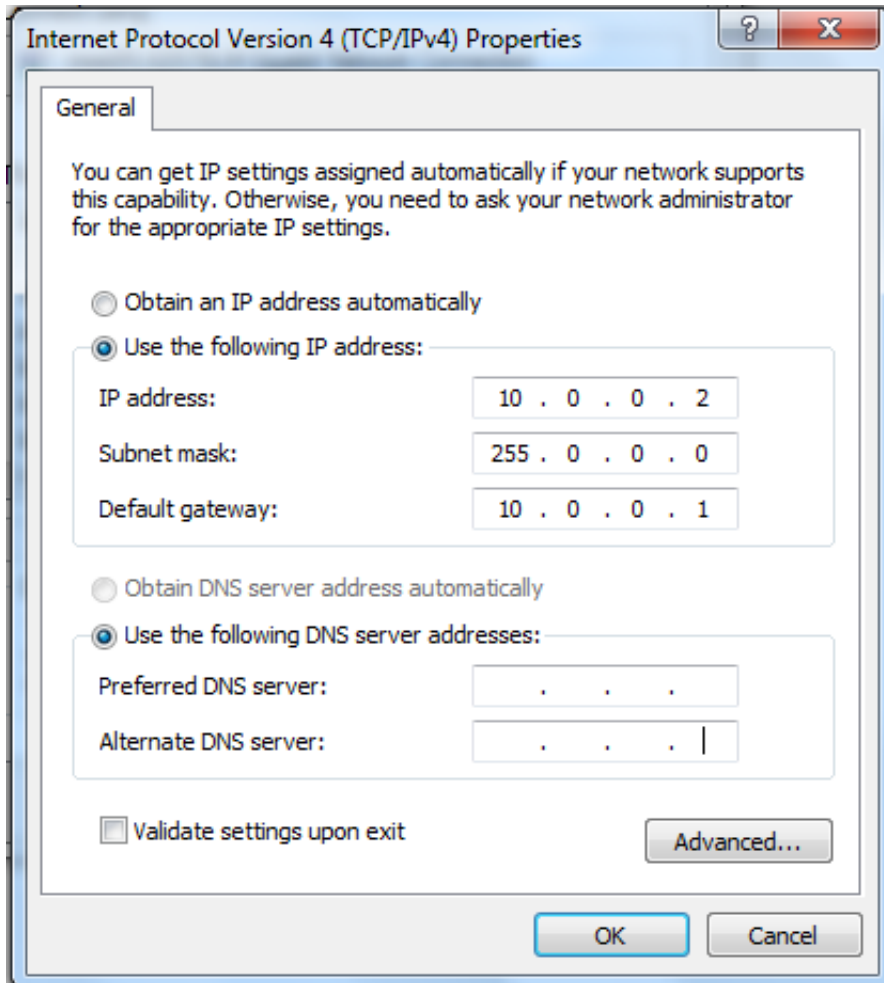 Internet Protocol Version 4 (TCP/IPv4) Properties
?
X
General
You can get IP settings assigned automatically if your network supports
this capability. Otherwise, you need to ask your network administrator
for the appropriate IP settings.
Obtain an IP address automatically
Use the following IP address:
IP address: 10 . 0 . 0 . 2
Subnet mask: 255 . 0 . 0 . 0
Default gateway: 10 . 0 . 0 . 1
Obtain DNS server address automatically
Use the following DNS server addresses:
Preferred DNS server: . . .
Alternate DNS server: . . .
Validate settings upon exit
Advanced...
OK Cancel